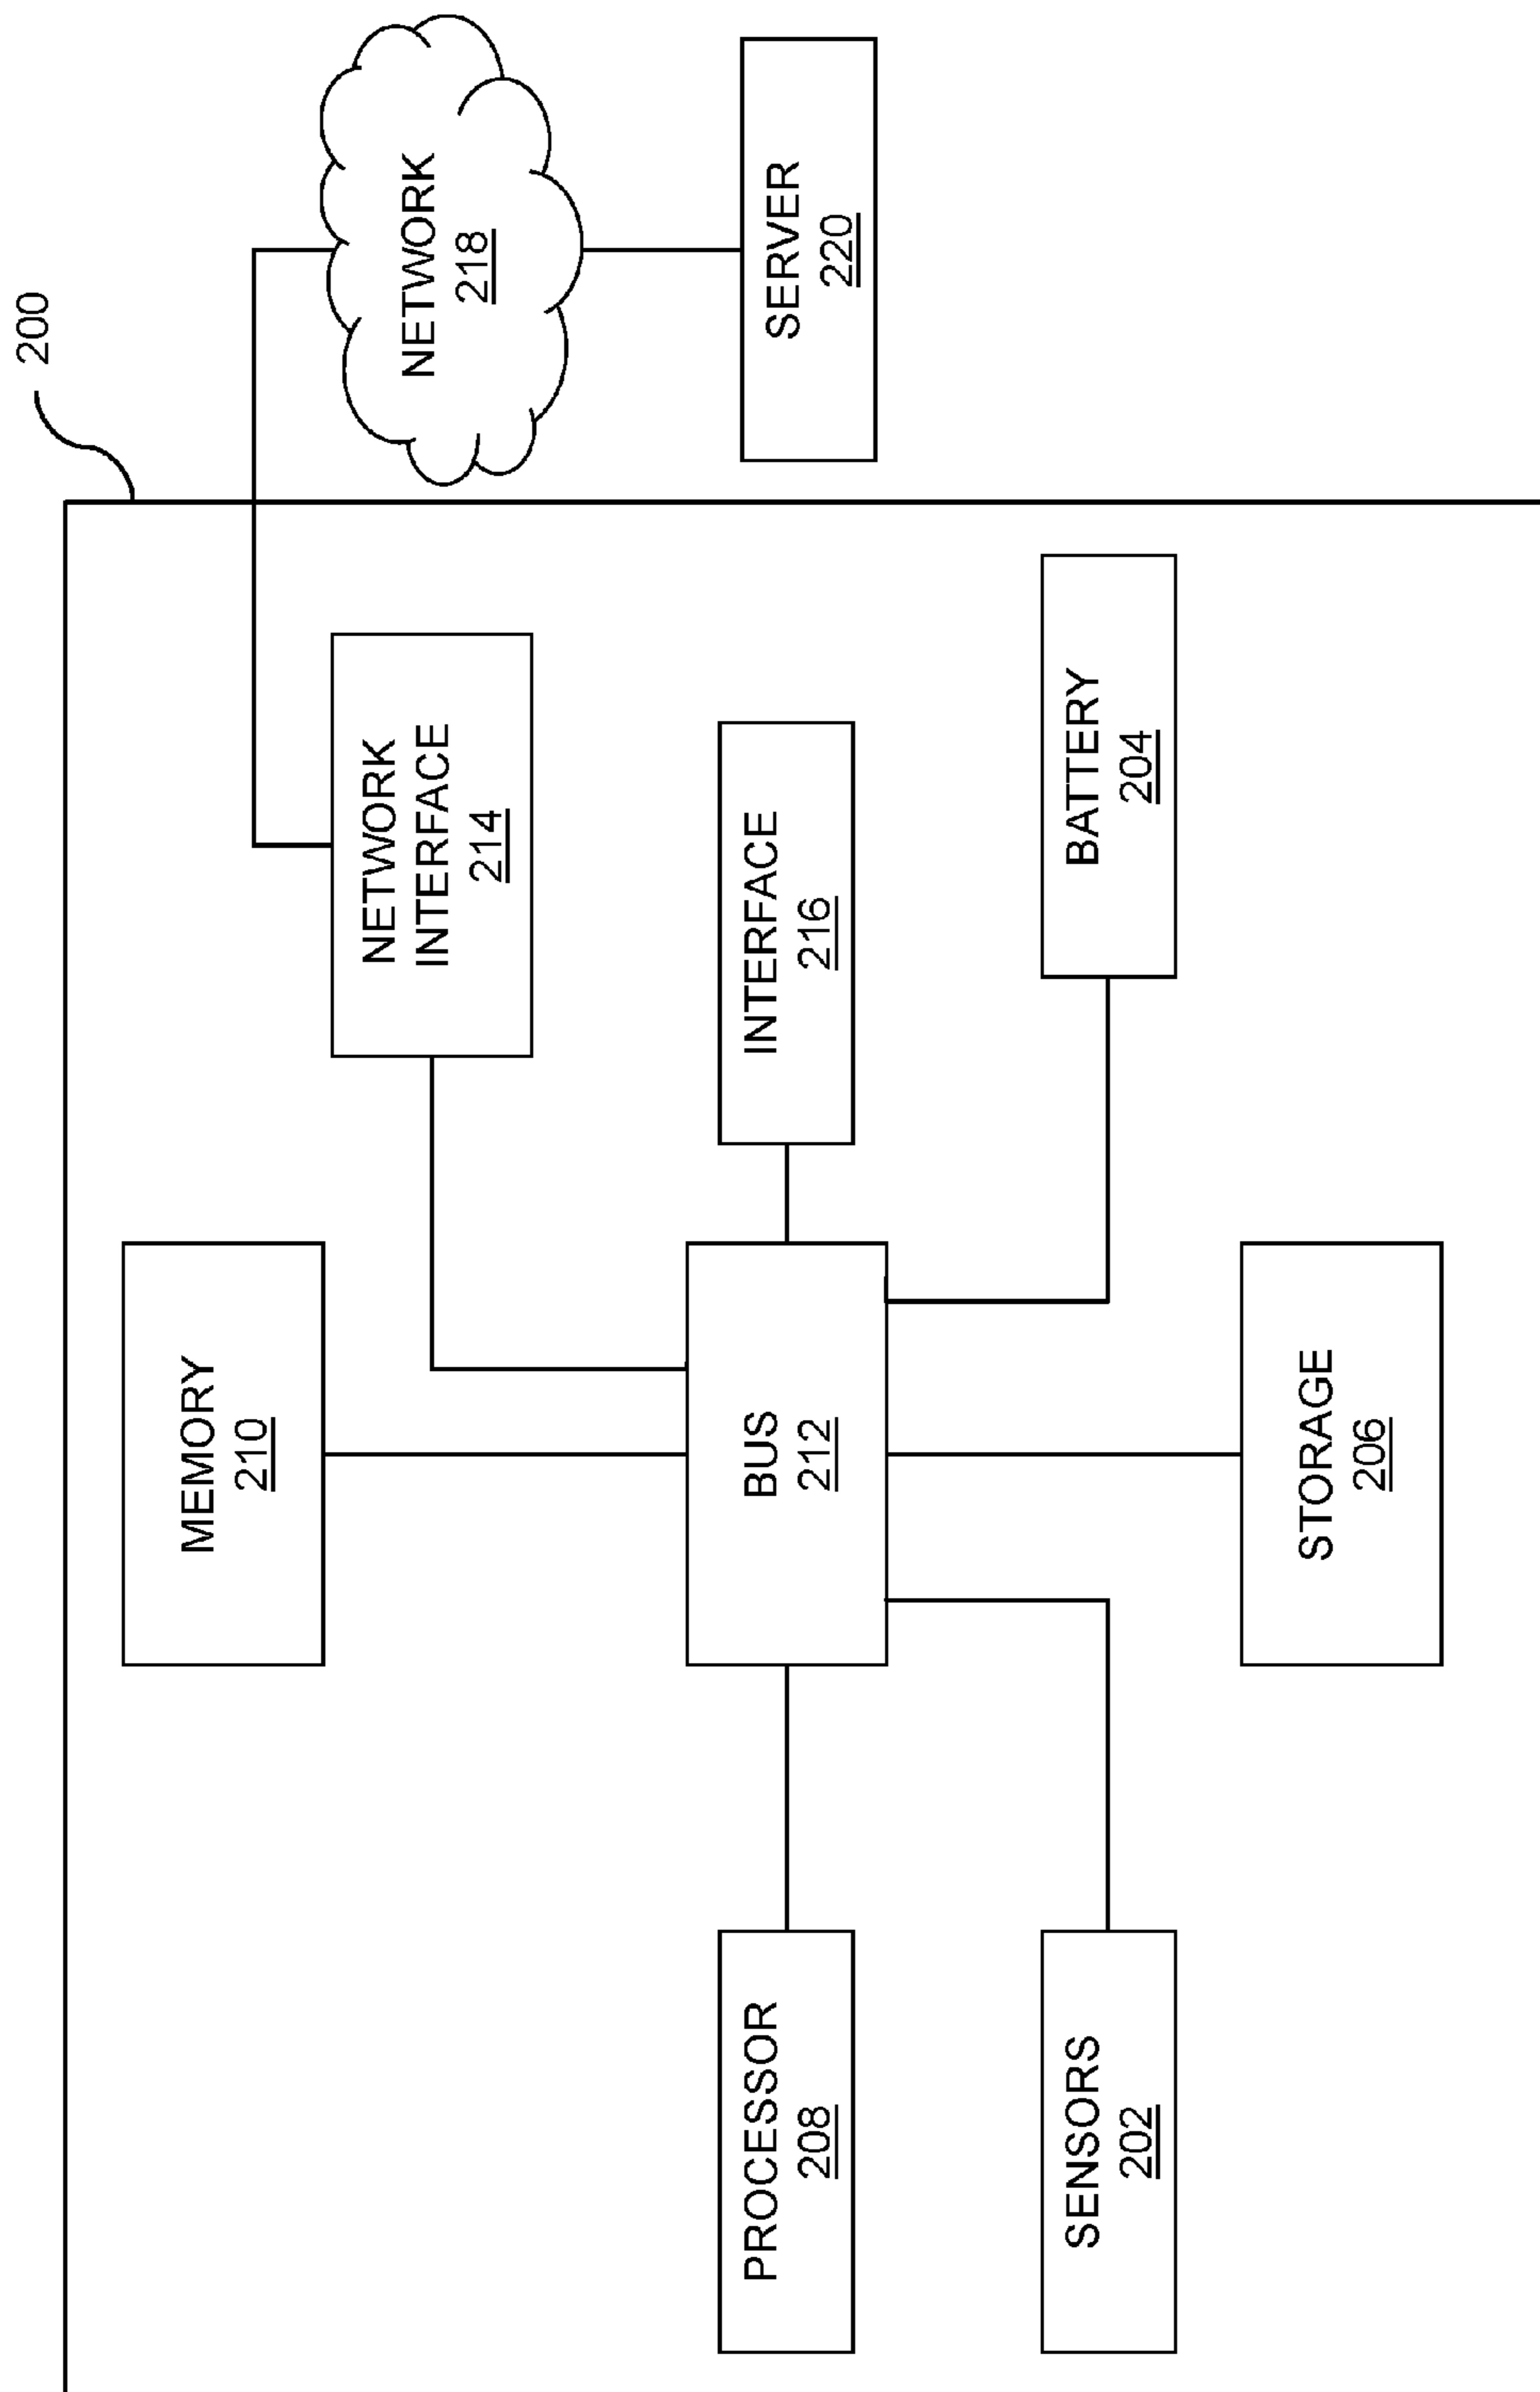 200
MEMORY
210
NETWORK
INTERFACE
214
NETWORK
218
PROCESSOR
208
BUS
212
INTERFACE
216
SERVER
220
SENSORS
202
BATTERY
204
STORAGE
206